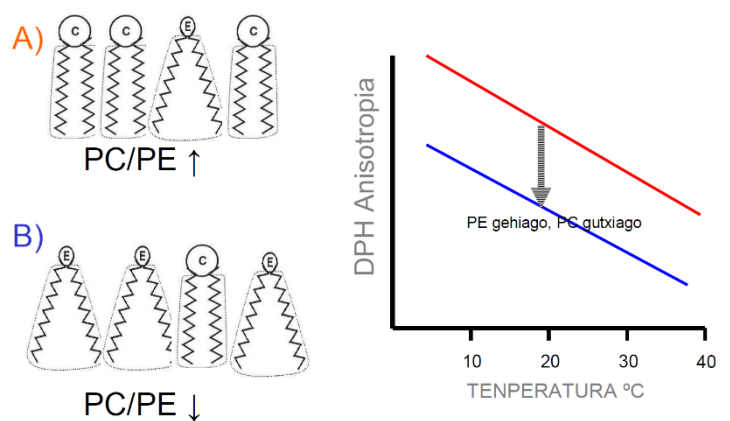 A)
C C E C
PC/PE ↑
B)
E E C E
PC/PE ↓
DPH Anisotropia
PE gehiago, PC gutxiago
10 20 30 40
TENPERATURA ºC